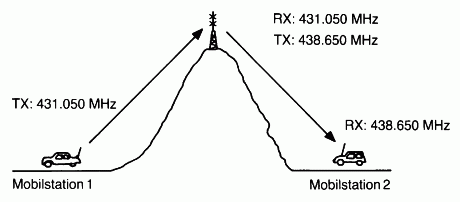 RX: 431.050 MHz
TX: 438.650 MHz
TX: 431.050 MHz
RX: 438.650 MHz
Mobilstation 1
Mobilstation 2